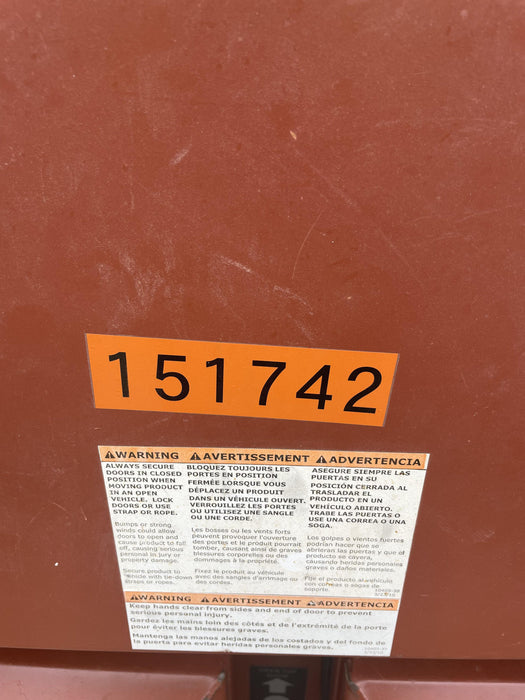 151742
WARNING AVERTISSEMENT ADVERTENCIA
ALWAYS SECURE
DOORS IN CLOSED
POSITION WHEN
MOVING PRODUCT
IN AN OPEN
VEHICLE. LOCK
DOORS OR USE
STRAP OR ROPE.
Bumps or strong
winds could allow
doors to open and
cause product to fall
off, causing serious
personal injury or
property damage.
Secure product to
vehicle with tie-down
straps or ropes.
BLOQUEZ TOUJOURS LES
PORTES EN POSITION
FERMÉE LORSQUE VOUS
DÉPLACEZ UN PRODUIT
DANS UN VÉHICULE OUVERT.
VERROUILLEZ LES PORTES
OU UTILISEZ UNE SANGLE
OU UNE CORDE.
Les bosses ou les vents forts
peuvent provoquer l'ouverture
des portes et le produit pourrait
tomber, causant ainsi de graves
blessures corporelles ou des
dommages à la propriété.
Fixez le produit au véhicule
avec des sangles d'arrimage ou
des cordes.
ASEGURE SIEMPRE LAS
PUERTAS EN SU
POSICIÓN CERRADA AL
TRASLADAR EL
PRODUCTO EN UN
VEHÍCULO ABIERTO.
TRABE LAS PUERTAS O
USE UNA CORREA O UNA
SOGA.
Los golpes o vientos fuertes
podrían hacer que se
abrieran las puertas y que el
producto se cayera,
causando heridas personales
graves o daños materiales.
Fije el producto al vehículo
con correas o sogas de
soporte.
WARNING AVERTISSEMENT ADVERTENCIA
Keep hands clear from sides and end of door to prevent
serious personal injury.
Gardez les mains loin des côtés et de l'extrémité de la porte
pour éviter les blessures graves.
Mantenga las manos alejadas de los costados y del fondo de
la puerta para evitar heridas personales graves.